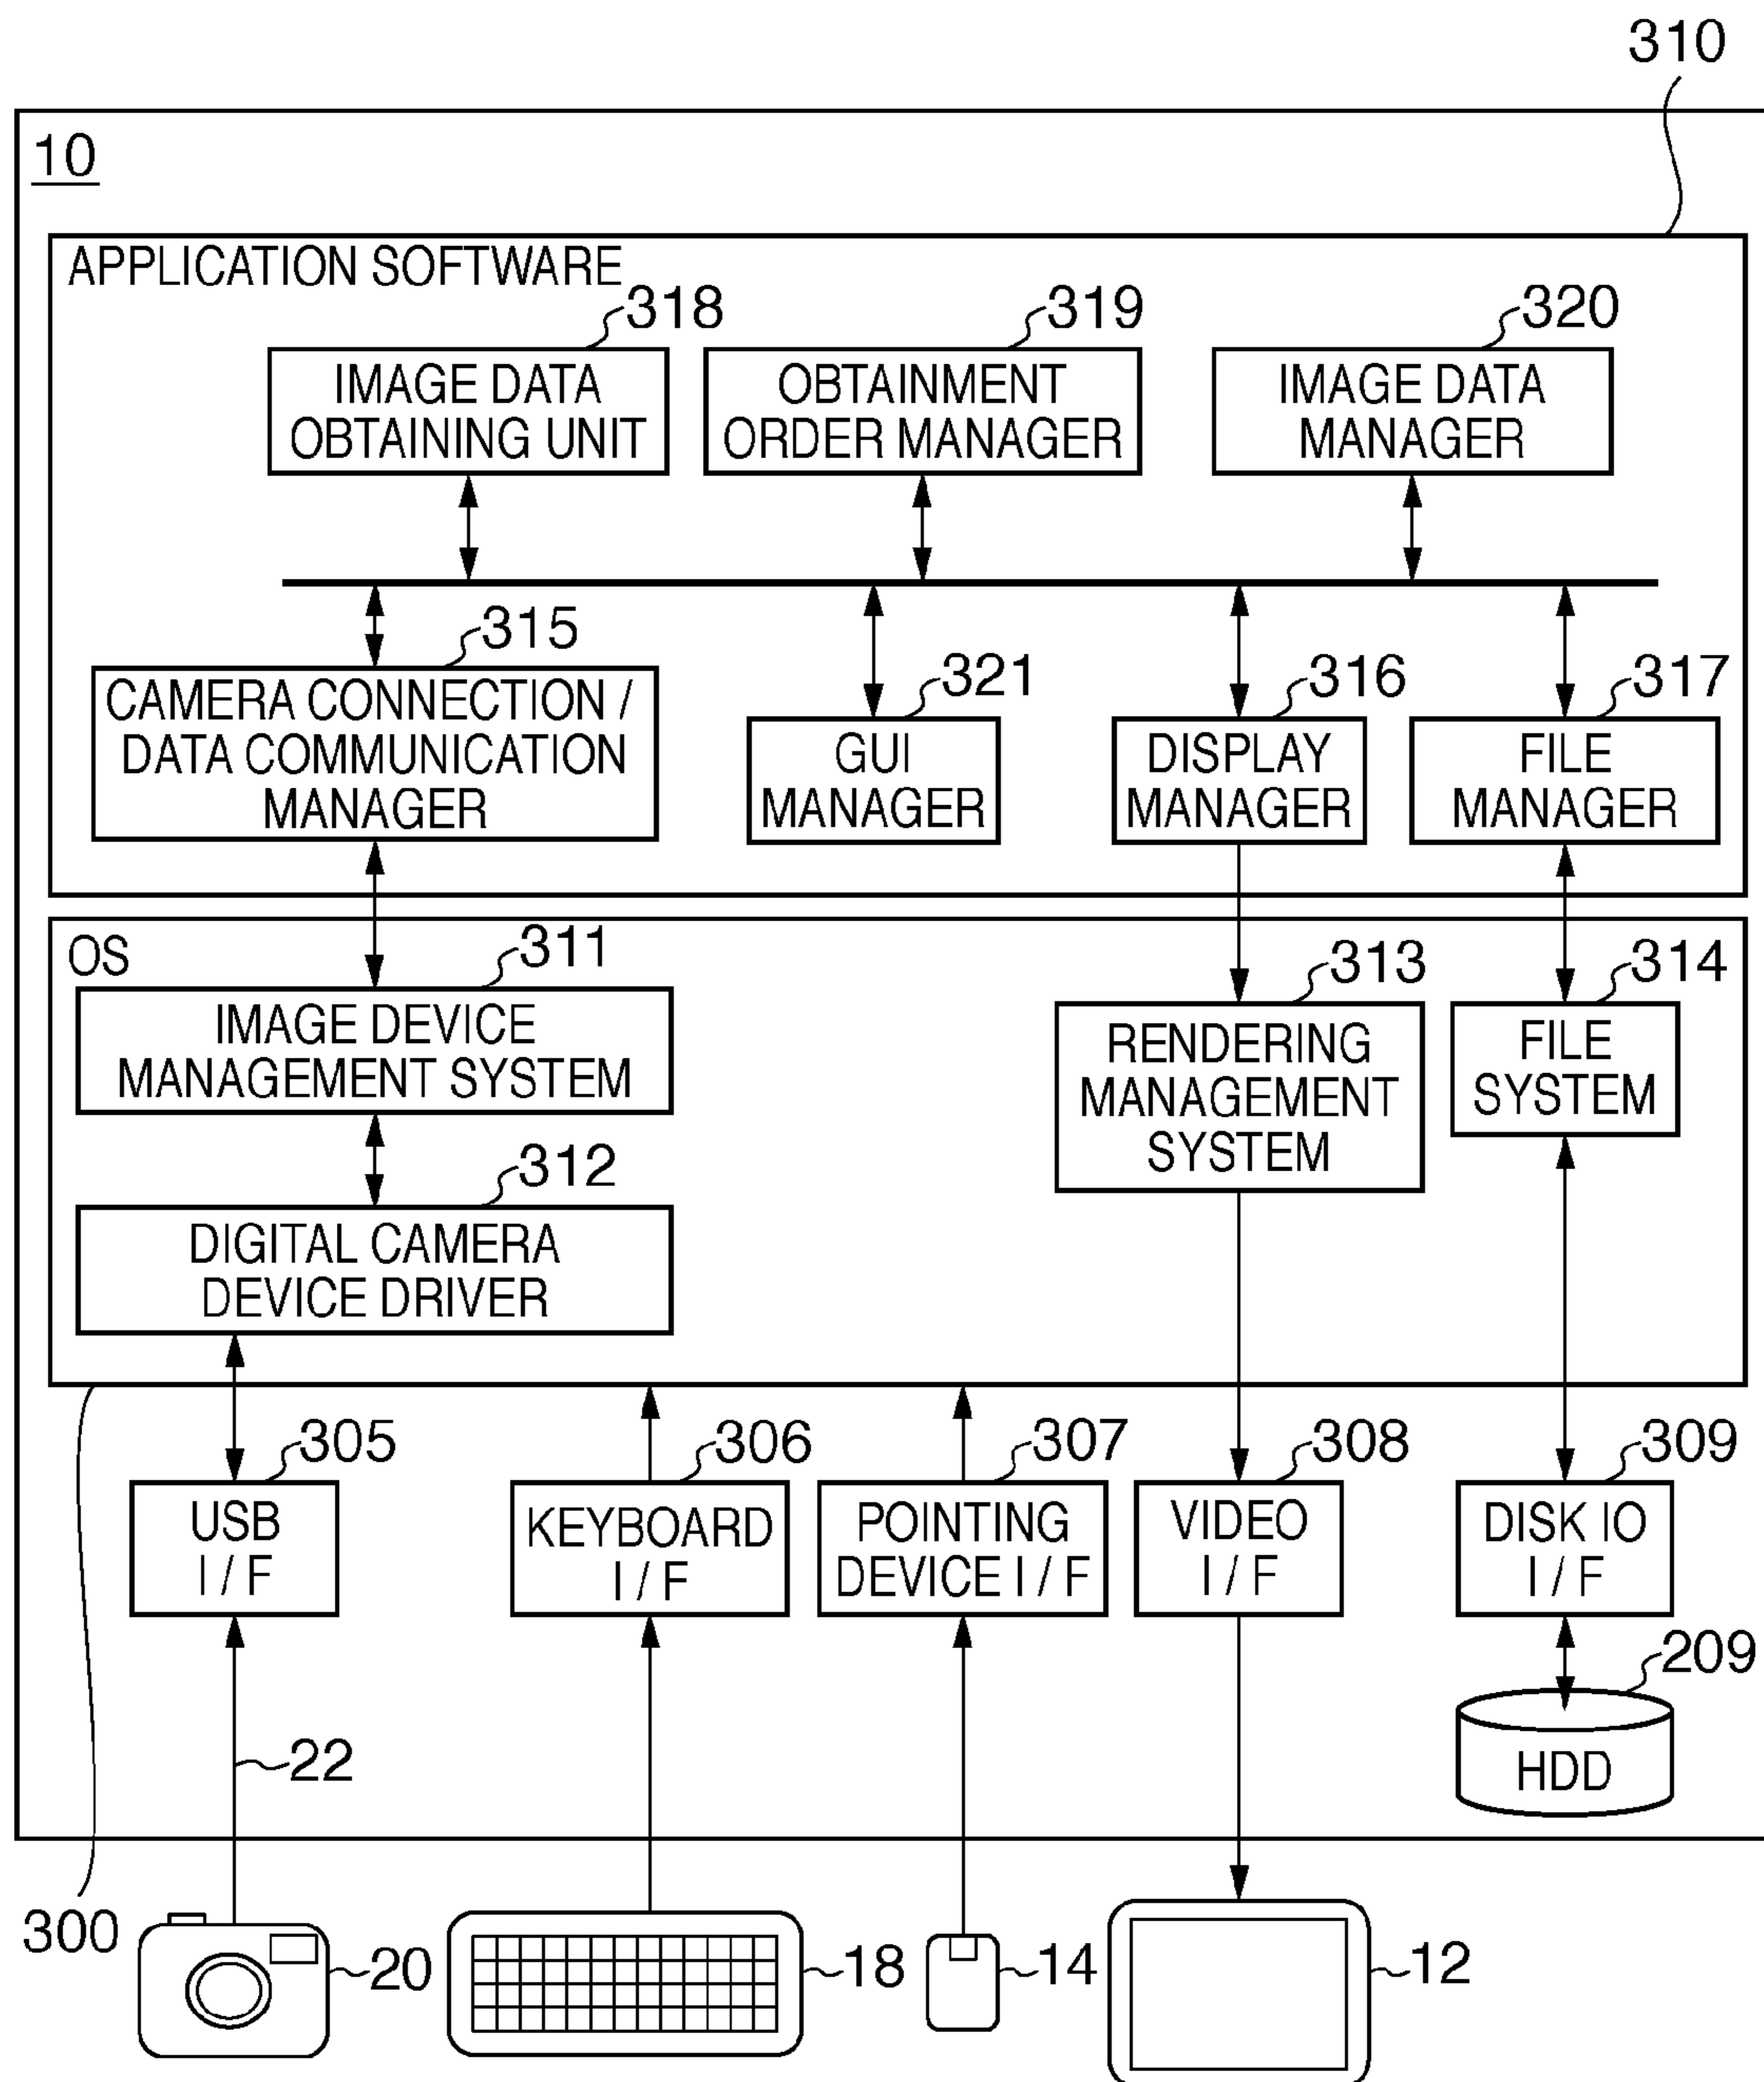 310
10
APPLICATION SOFTWARE
318
319
320
IMAGE DATA
OBTAINING UNIT
OBTAINMENT
ORDER MANAGER
IMAGE DATA
MANAGER
315
321
316
317
CAMERA CONNECTION /
DATA COMMUNICATION
MANAGER
GUI
MANAGER
DISPLAY
MANAGER
FILE
MANAGER
OS
311
313
314
IMAGE DEVICE
MANAGEMENT SYSTEM
RENDERING
MANAGEMENT
SYSTEM
FILE
SYSTEM
312
DIGITAL CAMERA
DEVICE DRIVER
305
306
307
308
309
USB
I / F
KEYBOARD
I / F
POINTING
DEVICE I / F
VIDEO
I / F
DISK IO
I / F
209
22
HDD
300
20
18
14
12